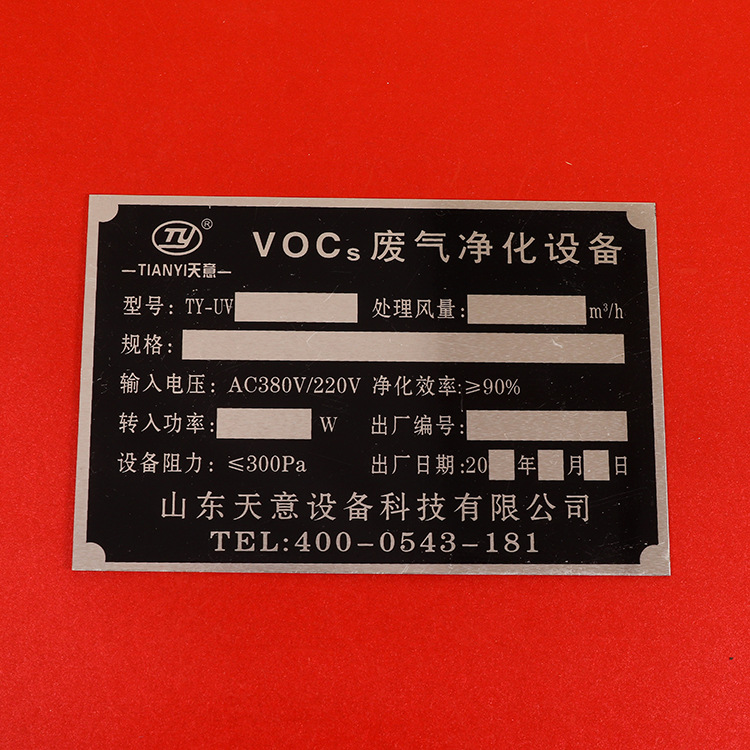 TY®
TIANYI天意
VOCs废气净化设备
型号: TY-UV 处理风量: m³/h
规格:
输入电压: AC380V/220V 净化效率:≥90%
转入功率: W 出厂编号:
设备阻力: ≤300Pa 出厂日期:20 年 月 日
山东天意设备科技有限公司
TEL:400-0543-181